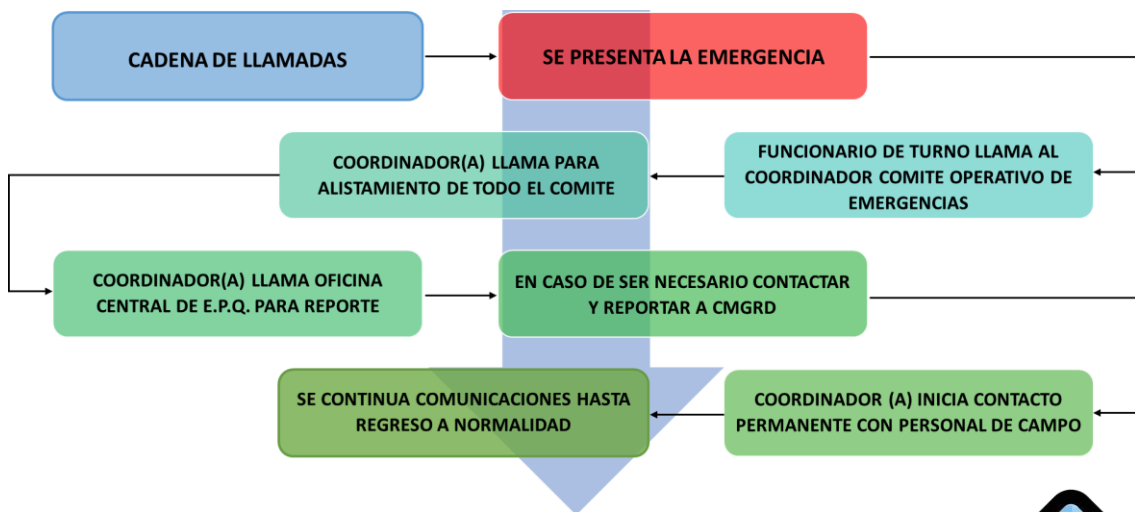 CADENA DE LLAMADAS
SE PRESENTA LA EMERGENCIA
FUNCIONARIO DE TURNO LLAMA AL
COORDINADOR COMITE OPERATIVO DE
EMERGENCIAS
COORDINADOR(A) LLAMA PARA
ALISTAMIENTO DE TODO EL COMITE
COORDINADOR(A) LLAMA OFICINA
CENTRAL DE E.P.Q. PARA REPORTE
EN CASO DE SER NECESARIO CONTACTAR
Y REPORTAR A CMGRD
COORDINADOR (A) INICIA CONTACTO
PERMANENTE CON PERSONAL DE CAMPO
SE CONTINUA COMUNICACIONES HASTA
REGRESO A NORMALIDAD